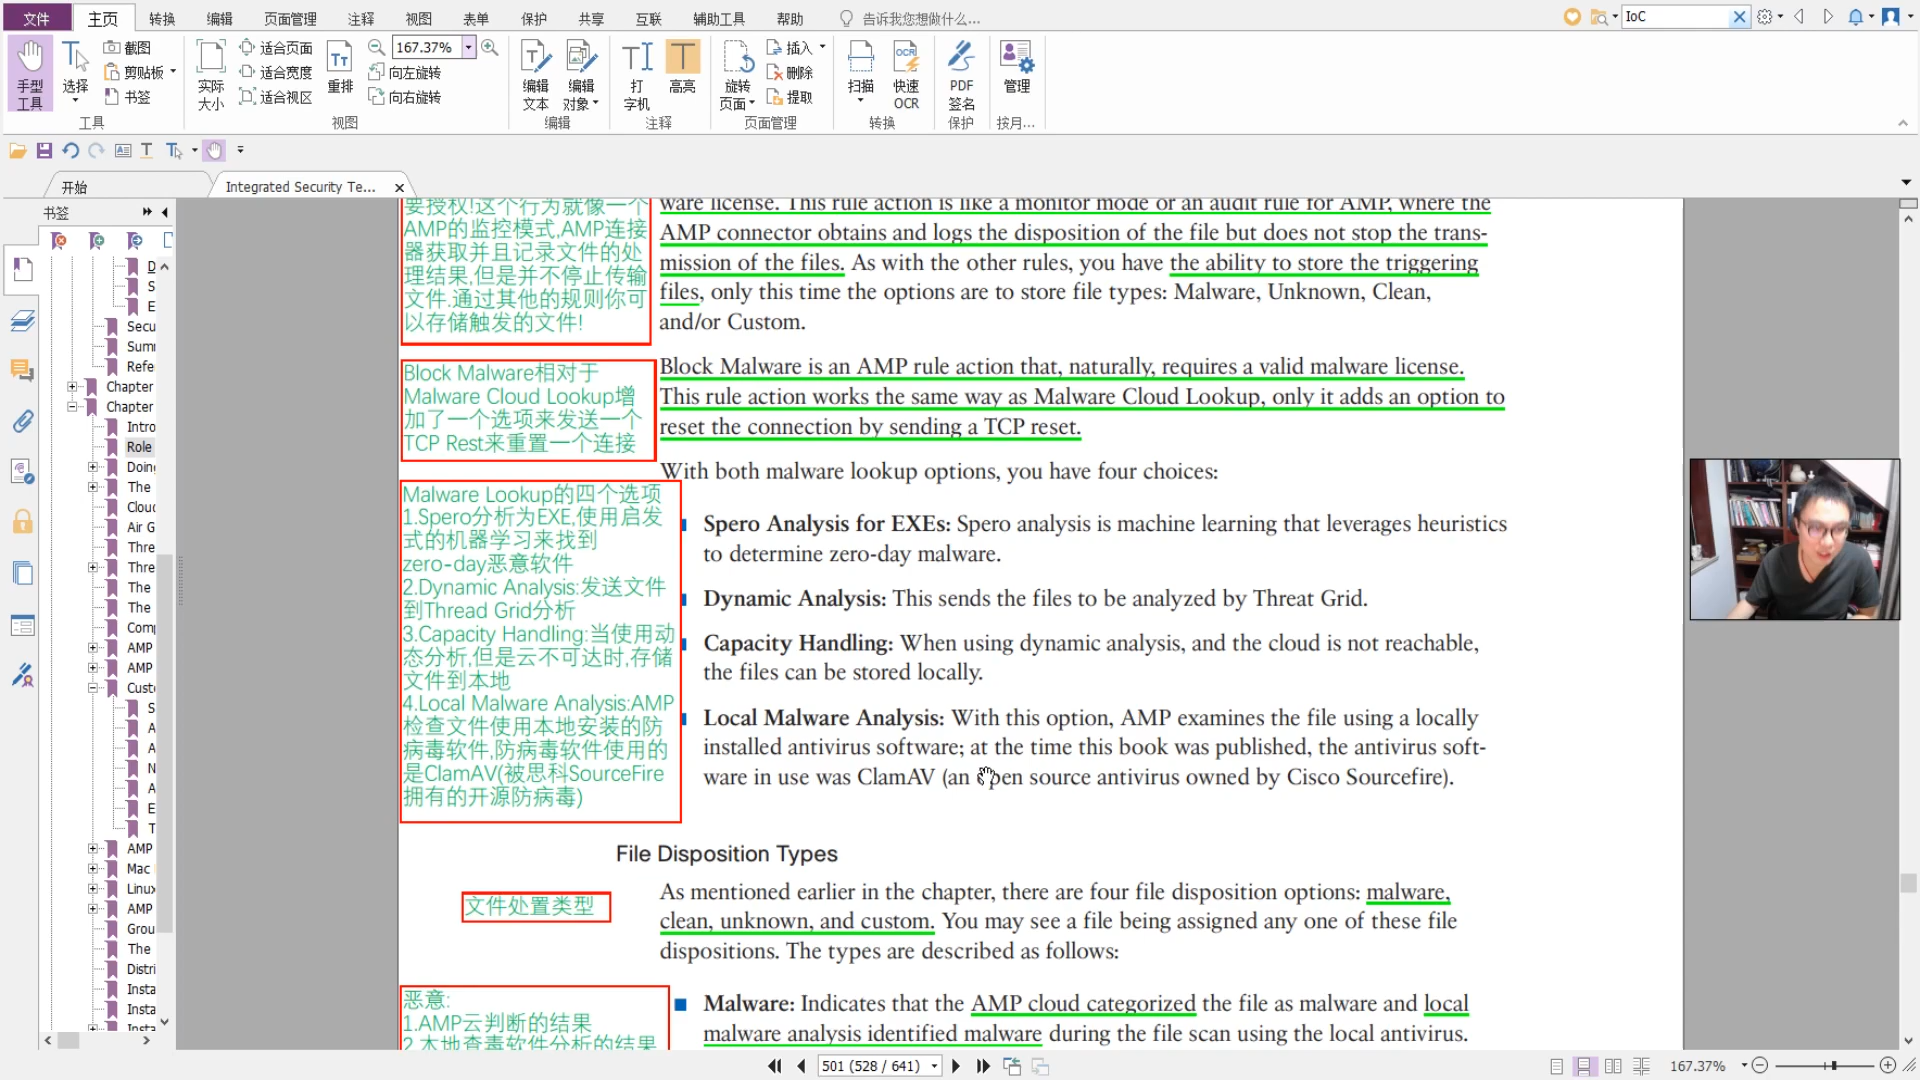 文件 主页 转换 编辑 页面管理 注释 视图 表单 保护 共享 互联 辅助工具 帮助 告诉我您想做什么... IoC
手型 工具 选择 截图 剪贴板 书签
工具
实际 大小 适合页面 适合宽度 适合视区 重排 167.37% 向左旋转 向右旋转
视图
编辑 文本 编辑 对象
编辑
打 字机 高亮
注释
旋转 页面 插入 删除 提取
页面管理
扫描 快速 OCR
转换
PDF 签名
保护
管理
按月...
开始 Integrated Security Te...
书签
D
S
E
Secu
Sum
Refe
Chapter
Chapter
Intro
Role
Doin
The
Clou
Air G
Thre
Thre
The
The
Com
AMP
AMP
Custo
S
A
A
N
A
E
T
AMP
Mac
Linux
AMP
Grou
The
Distri
Insta
Insta
Insta
要授权!这个行为就像一个
AMP的监控模式,AMP连接
器获取并且记录文件的处
理结果,但是并不停止传输
文件.通过其他的规则你可
以存储触发的文件!
ware license. This rule action is like a monitor mode or an audit rule for AMP, where the
AMP connector obtains and logs the disposition of the file but does not stop the trans-
mission of the files. As with the other rules, you have the ability to store the triggering
files, only this time the options are to store file types: Malware, Unknown, Clean,
and/or Custom.
Block Malware相对于
Malware Cloud Lookup增
加了一个选项来发送一个
TCP Rest来重置一个连接
Block Malware is an AMP rule action that, naturally, requires a valid malware license.
This rule action works the same way as Malware Cloud Lookup, only it adds an option to
reset the connection by sending a TCP reset.
With both malware lookup options, you have four choices:
Malware Lookup的四个选项
1.Spero分析为EXE,使用启发
式的机器学习来找到
zero-day恶意软件
2.Dynamic Analysis:发送文件
到Thread Grid分析
3.Capacity Handling:当使用动
态分析,但是云不可达时,存储
文件到本地
4.Local Malware Analysis:AMP
检查文件使用本地安装的防
病毒软件,防病毒软件使用的
是ClamAV(被思科SourceFire
拥有的开源防病毒)
Spero Analysis for EXEs: Spero analysis is machine learning that leverages heuristics
to determine zero-day malware.
Dynamic Analysis: This sends the files to be analyzed by Threat Grid.
Capacity Handling: When using dynamic analysis, and the cloud is not reachable,
the files can be stored locally.
Local Malware Analysis: With this option, AMP examines the file using a locally
installed antivirus software; at the time this book was published, the antivirus soft-
ware in use was ClamAV (an open source antivirus owned by Cisco Sourcefire).
File Disposition Types
文件处置类型
As mentioned earlier in the chapter, there are four file disposition options: malware,
clean, unknown, and custom. You may see a file being assigned any one of these file
dispositions. The types are described as follows:
恶意:
1.AMP云判断的结果
2.本地查毒软件分析的结果
Malware: Indicates that the AMP cloud categorized the file as malware and local
malware analysis identified malware during the file scan using the local antivirus.
501 (528 / 641) 167.37%